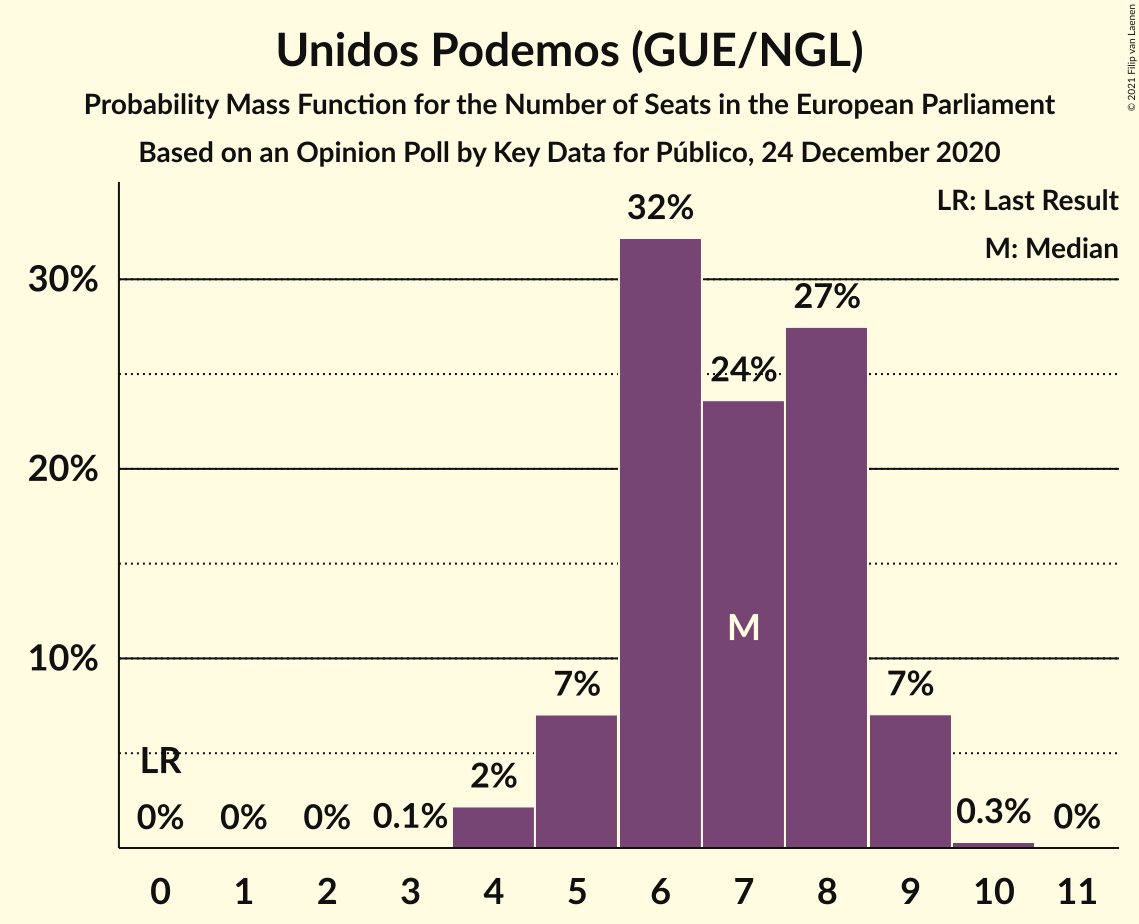 Unidos Podemos (GUE/NGL)
Probability Mass Function for the Number of Seats in the European Parliament
Based on an Opinion Poll by Key Data for Público, 24 December 2020
© 2021 Filip van Laenen
LR: Last Result
M: Median
30%
20%
10%
LR
0%
0%
0%
0.1%
2%
7%
32%
24%
27%
7%
0.3%
0%
M
0 1 2 3 4 5 6 7 8 9 10 11